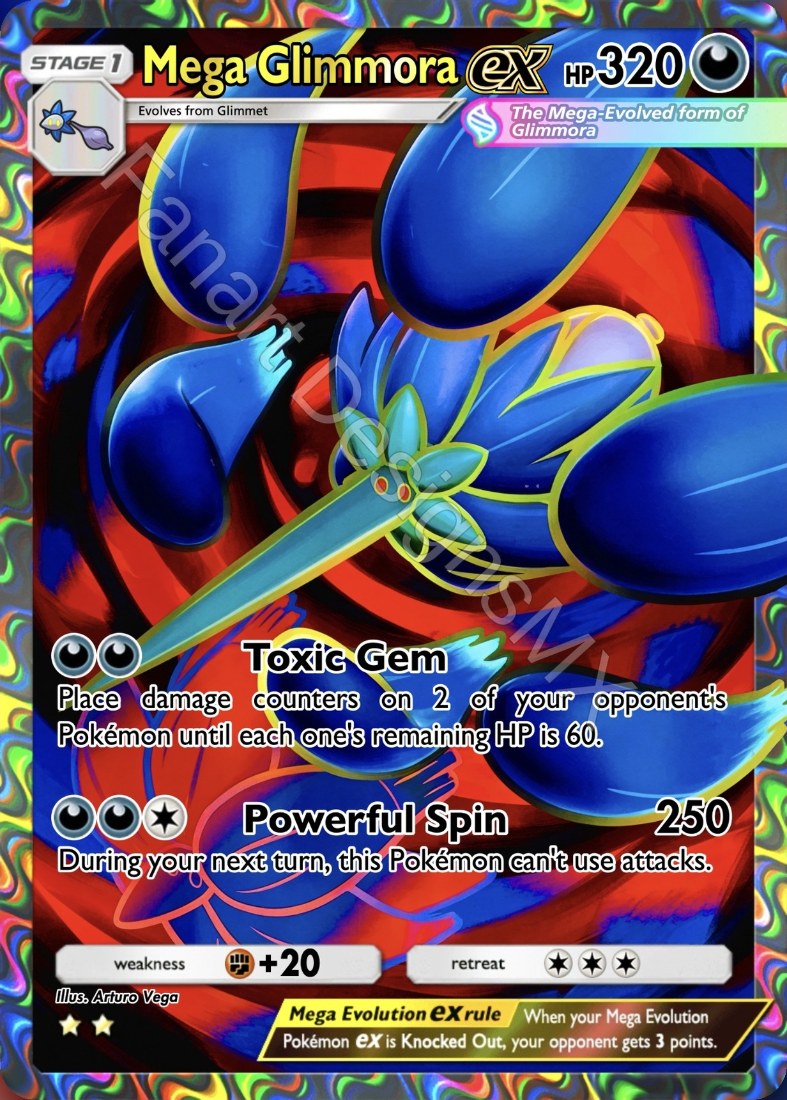 STAGE 1
Mega Glimmora ex HP 320
Evolves from Glimmet
The Mega-Evolved form of
Glimmora
Fanart DesignsMX
Toxic Gem
Place damage counters on 2 of your opponent's
Pokémon until each one's remaining HP is 60.
Powerful Spin 250
During your next turn, this Pokémon can't use attacks.
weakness +20 retreat
Illus. Arturo Vega
Mega Evolution ex rule When your Mega Evolution
Pokémon ex is Knocked Out, your opponent gets 3 points.